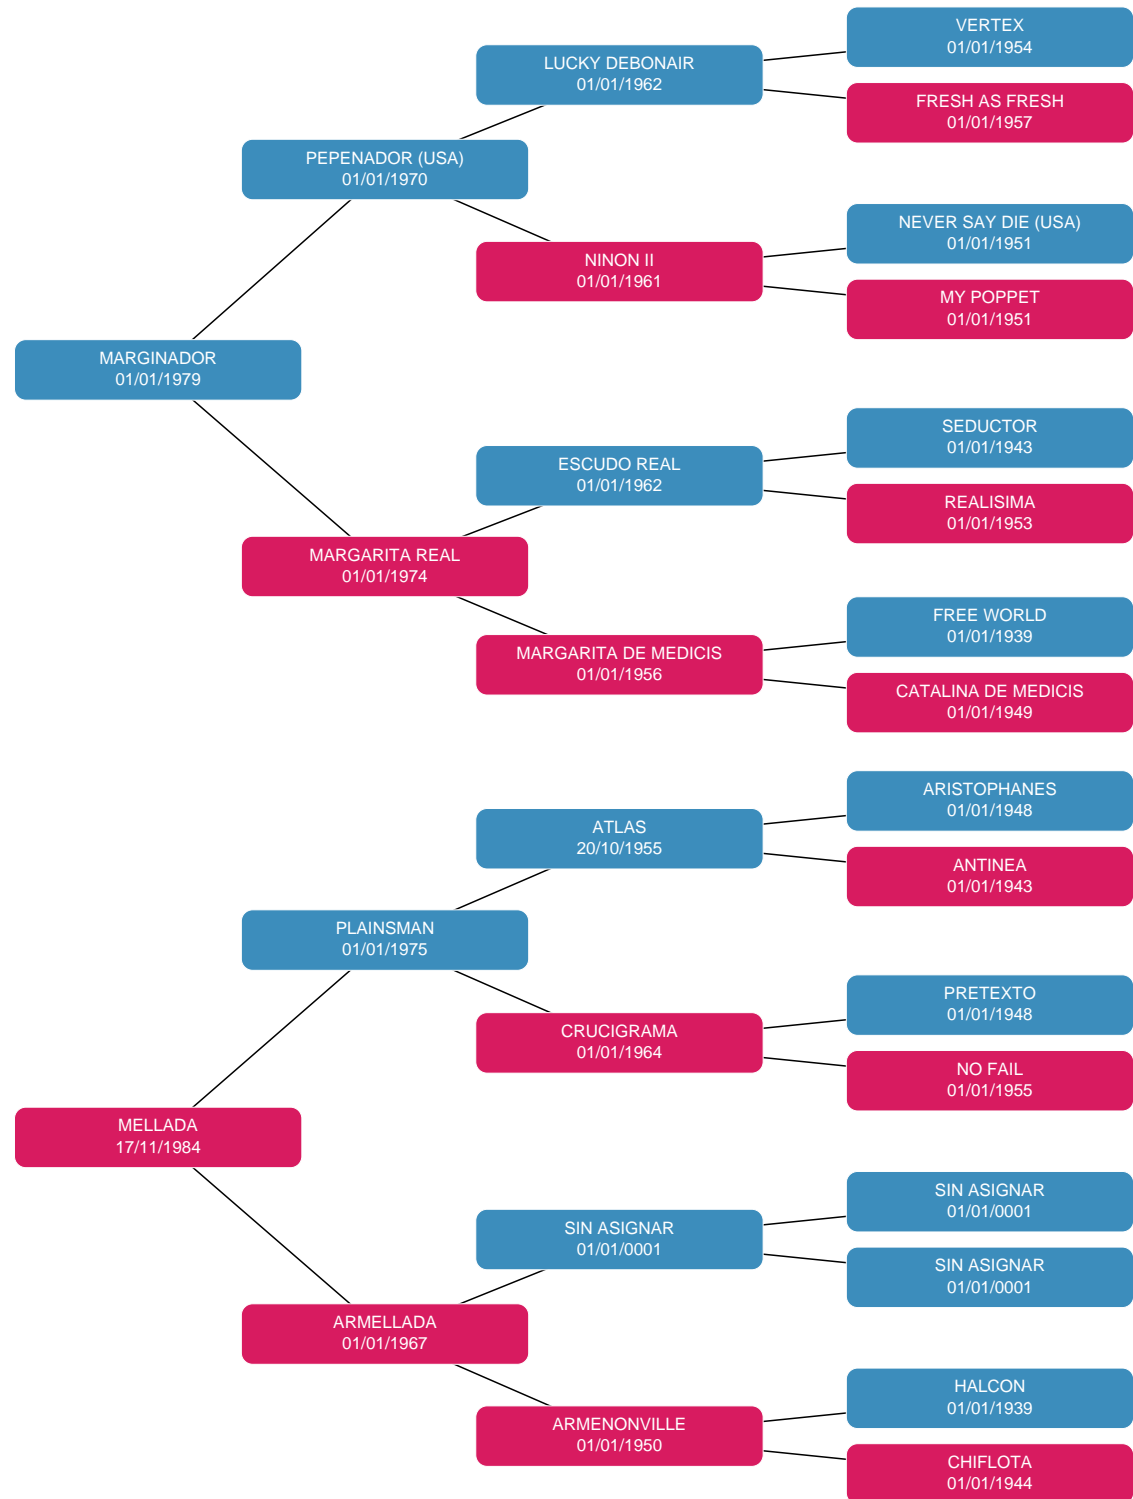 VERTEX
01/01/1954
LUCKY DEBONAIR
01/01/1962
FRESH AS FRESH
01/01/1957
PEPENADOR (USA)
01/01/1970
NEVER SAY DIE (USA)
01/01/1951
NINON II
01/01/1961
MY POPPET
01/01/1951
MARGINADOR
01/01/1979
SEDUCTOR
01/01/1943
ESCUDO REAL
01/01/1962
REALISIMA
01/01/1953
MARGARITA REAL
01/01/1974
FREE WORLD
01/01/1939
MARGARITA DE MEDICIS
01/01/1956
CATALINA DE MEDICIS
01/01/1949
ARISTOPHANES
01/01/1948
ATLAS
20/10/1955
ANTINEA
01/01/1943
PLAINSMAN
01/01/1975
PRETEXTO
01/01/1948
CRUCIGRAMA
01/01/1964
NO FAIL
01/01/1955
MELLADA
17/11/1984
SIN ASIGNAR
01/01/0001
SIN ASIGNAR
01/01/0001
SIN ASIGNAR
01/01/0001
ARMELLADA
01/01/1967
HALCON
01/01/1939
ARMENONVILLE
01/01/1950
CHIFLOTA
01/01/1944